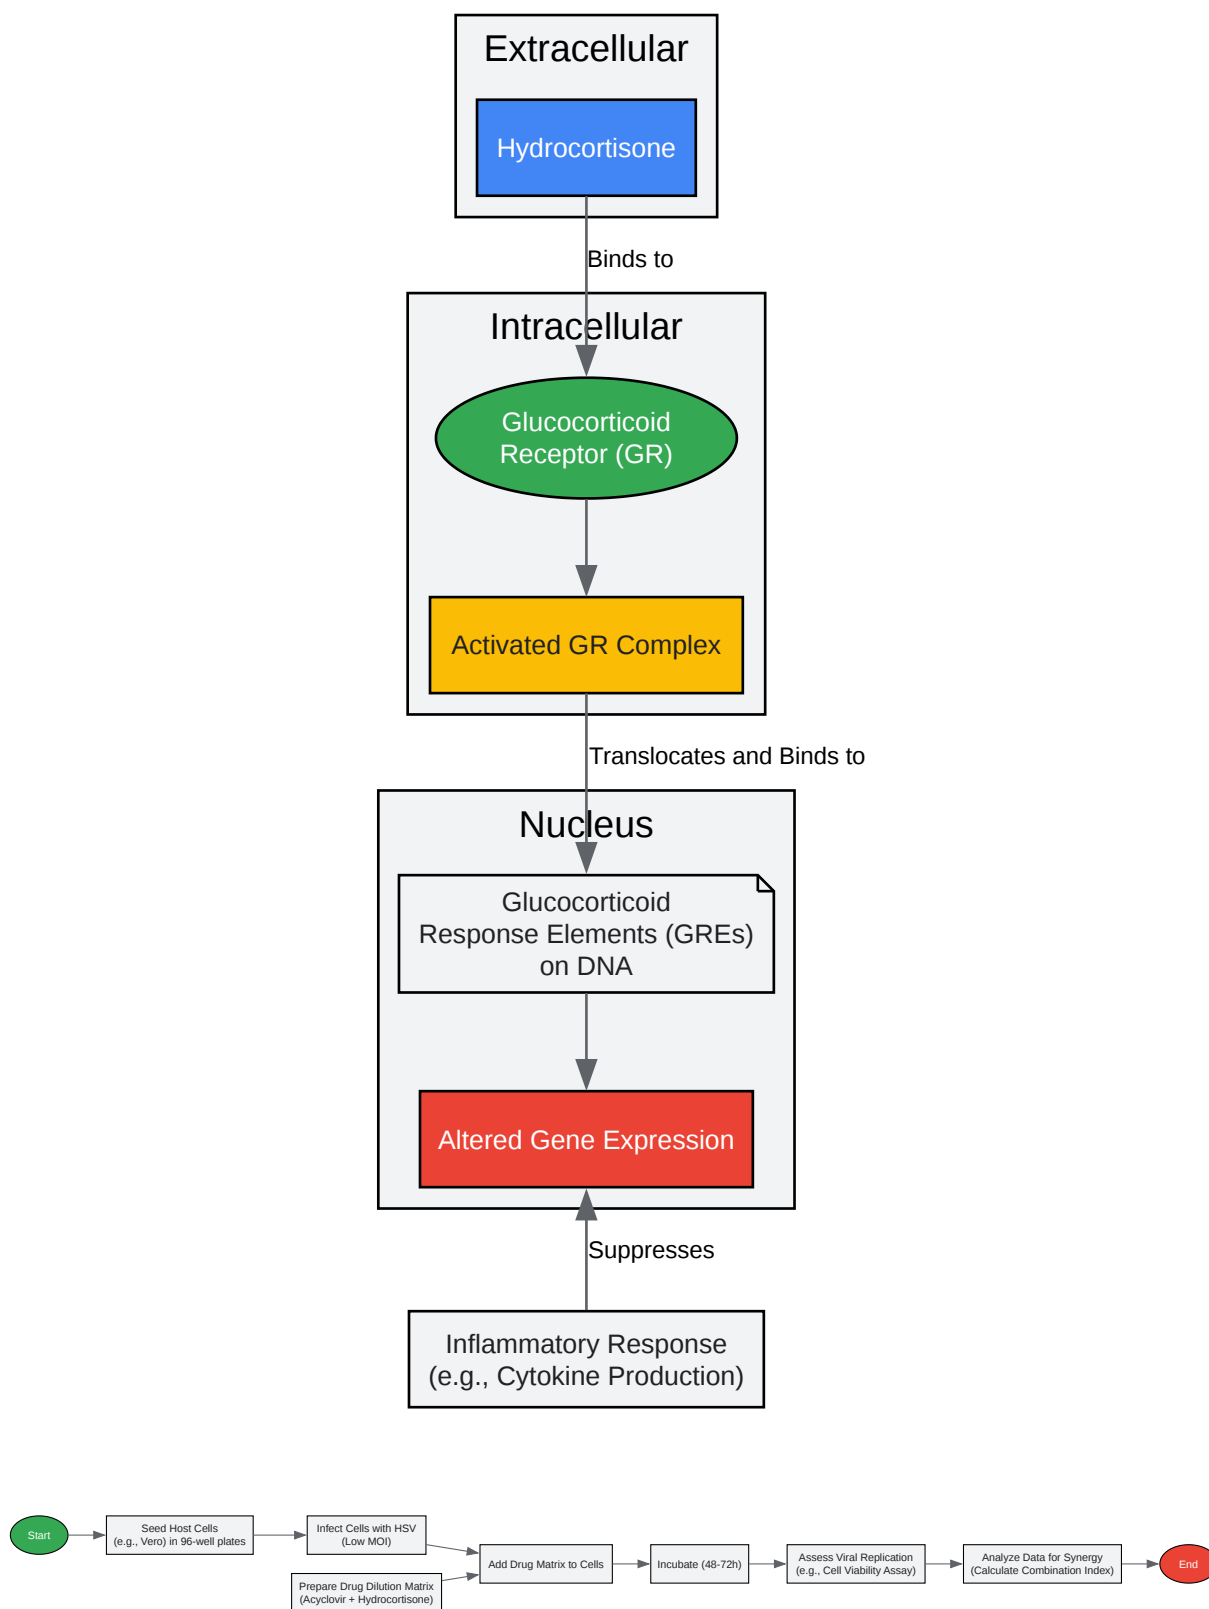 Extracellular
Hydrocortisone
Binds to
Intracellular
Glucocorticoid
Receptor (GR)
Activated GR Complex
Translocates and Binds to
Nucleus
Glucocorticoid
Response Elements (GREs)
on DNA
Altered Gene Expression
Suppresses
Inflammatory Response
(e.g., Cytokine Production)
Start
Seed Host Cells
(e.g., Vero) in 96-well plates
Infect Cells with HSV
(Low MOI)
Prepare Drug Dilution Matrix
(Acyclovir + Hydrocortisone)
Add Drug Matrix to Cells
Incubate (48-72h)
Assess Viral Replication
(e.g., Cell Viability Assay)
Analyze Data for Synergy
(Calculate Combination Index)
End